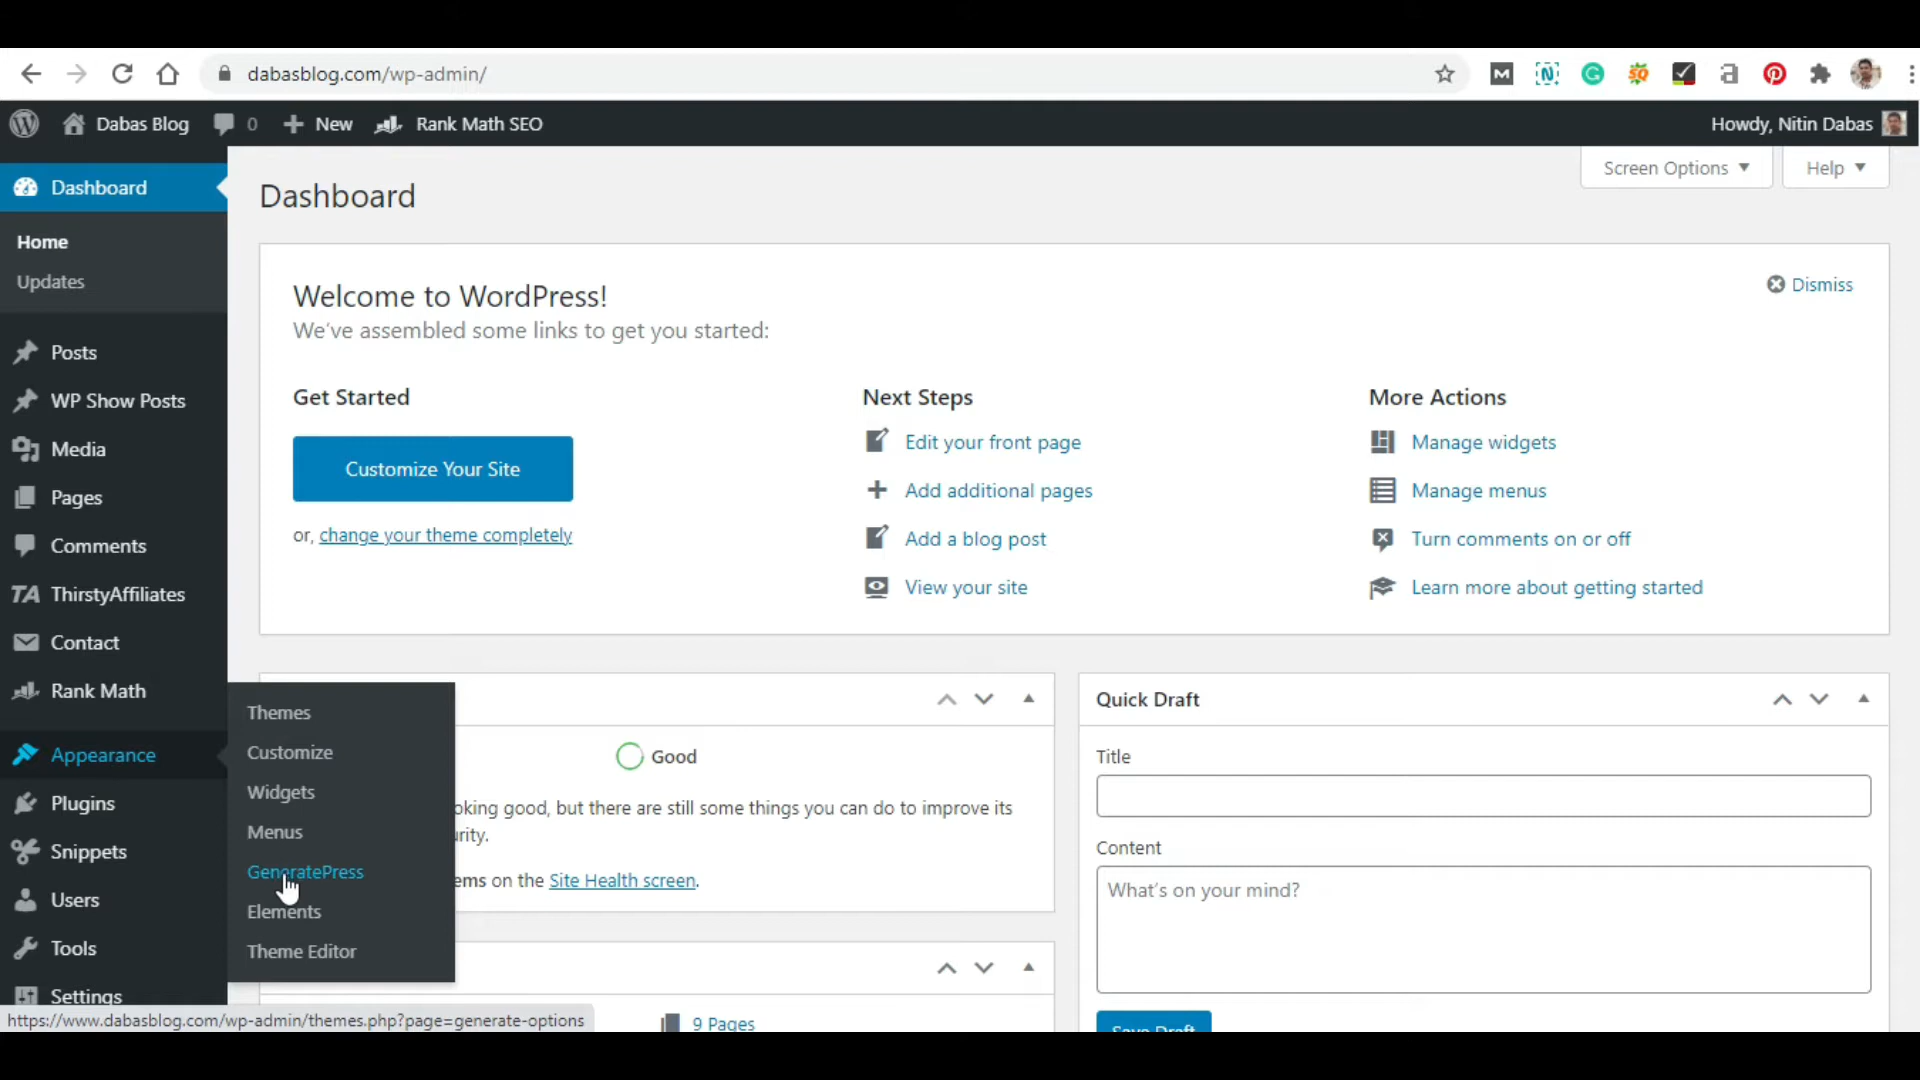 dabasblog.com/wp-admin/
Dabas Blog 0 New Rank Math SEO
Howdy, Nitin Dabas
Dashboard
Home
Updates
Posts
WP Show Posts
Media
Pages
Comments
ThirstyAffiliates
Contact
Rank Math
Appearance
Plugins
Snippets
Users
Tools
Settings
Themes
Customize
Widgets
Menus
GeneratePress
Elements
Theme Editor
Dashboard
Screen Options
Help
Welcome to WordPress!
We've assembled some links to get you started:
Dismiss
Get Started
Customize Your Site
or, change your theme completely
Next Steps
Edit your front page
Add additional pages
Add a blog post
View your site
More Actions
Manage widgets
Manage menus
Turn comments on or off
Learn more about getting started
Good
oking good, but there are still some things you can do to improve its
urity.
ems on the Site Health screen.
9 Pages
Quick Draft
Title
Content
What's on your mind?
Save Draft
https://www.dabasblog.com/wp-admin/themes.php?page=generate-options